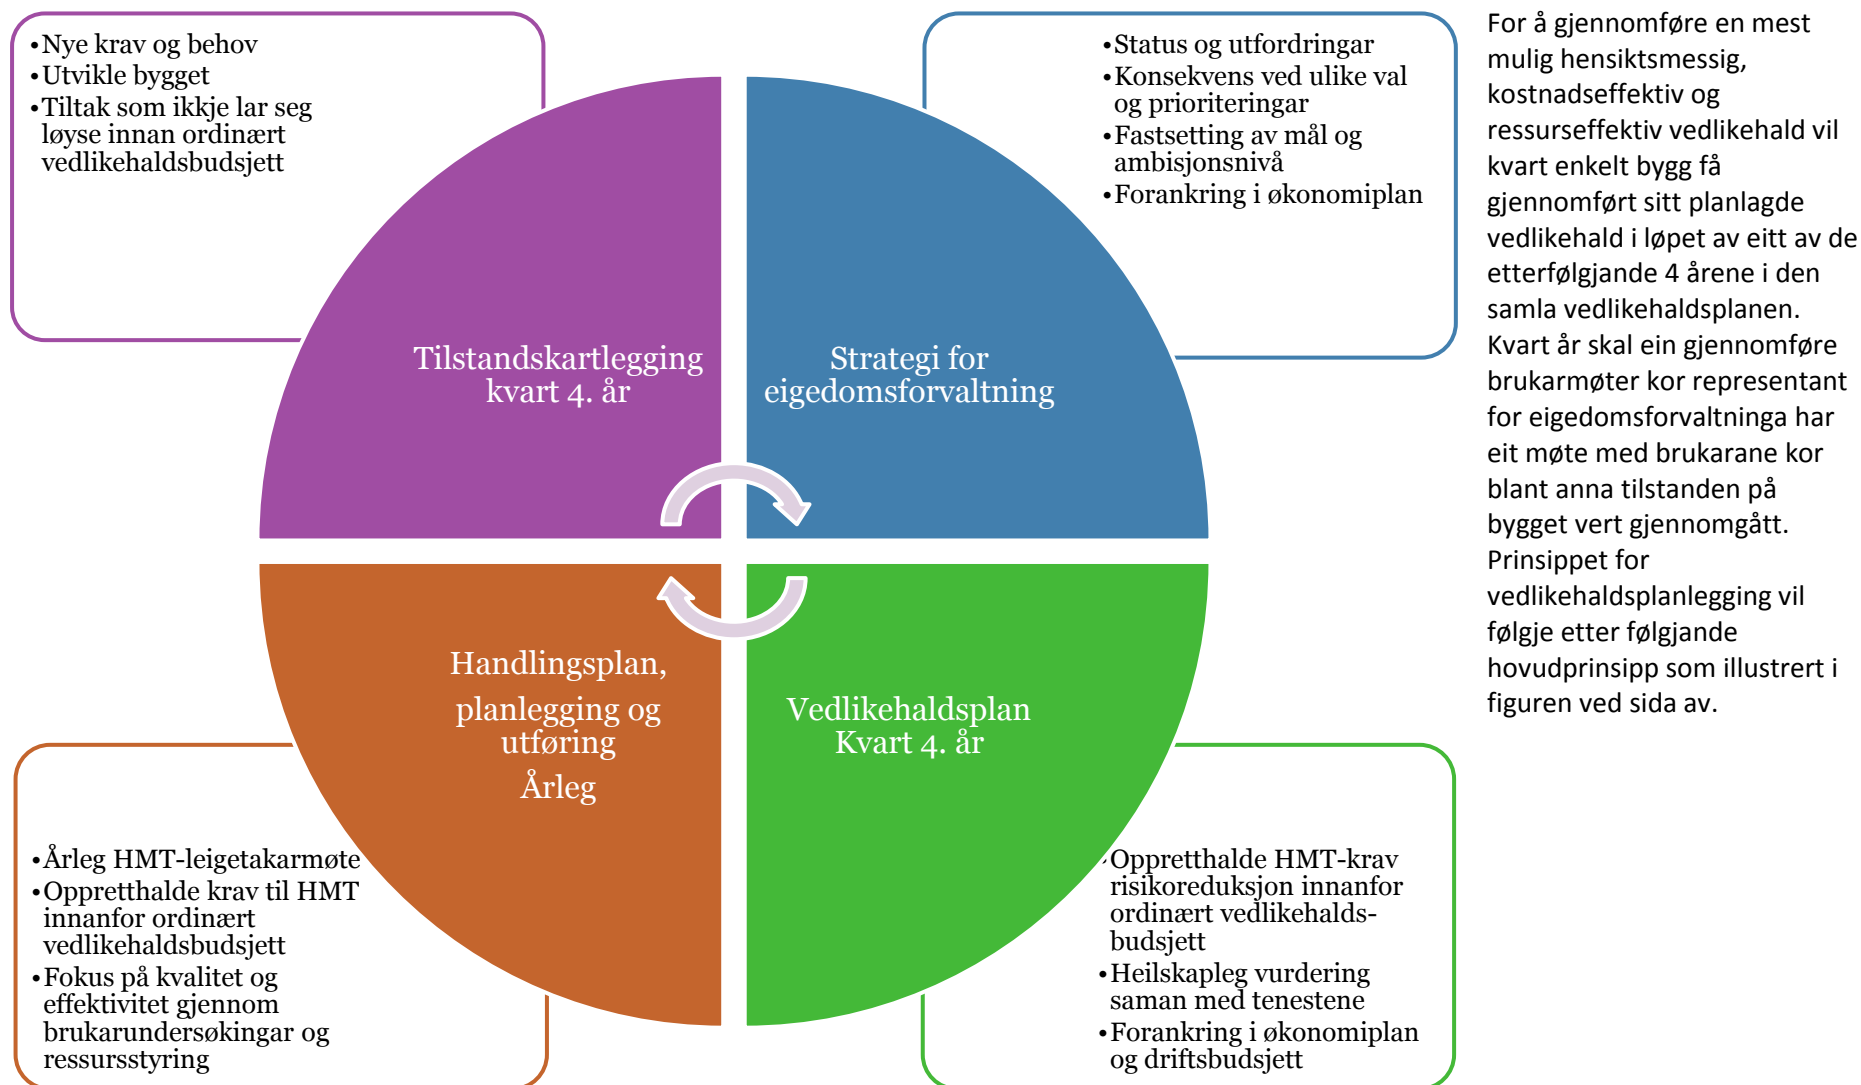 •Nye krav og behov
•Utvikle bygget
•Tiltak som ikkje lar seg
løyse innan ordinært
vedlikehaldsbudsjett
•Status og utfordringar
•Konsekvens ved ulike val
og prioriteringar
•Fastsetting av mål og
ambisjonsnivå
•Forankring i økonomiplan
Tilstandskartlegging
kvart 4. år
Strategi for
eigedomsforvaltning
Handlingsplan,
planlegging og
utføring
Årleg
Vedlikehaldsplan
Kvart 4. år
•Årleg HMT-leigetakarmøte
•Oppretthalde krav til HMT
innanfor ordinært
vedlikehaldsbudsjett
•Fokus på kvalitet og
effektivitet gjennom
brukarundersøkingar og
ressursstyring
•Oppretthalde HMT-krav
risikoreduksjon innanfor
ordinært vedlikehalds-
budsjett
•Heilskapleg vurdering
saman med tenestene
•Forankring i økonomiplan
og driftsbudsjett
For å gjennomføre en mest
mulig hensiktsmessig,
kostnadseffektiv og
ressurseffektiv vedlikehald vil
kvart enkelt bygg få
gjennomført sitt planlagde
vedlikehald i løpet av eitt av de
etterfølgjande 4 årene i den
samla vedlikehaldsplanen.
Kvart år skal ein gjennomføre
brukarmøter kor representant
for eigedomsforvaltninga har
eit møte med brukarane kor
blant anna tilstanden på
bygget vert gjennomgått.
Prinsippet for
vedlikehaldsplanlegging vil
følgje etter følgjande
hovudprinsipp som illustrert i
figuren ved sida av.